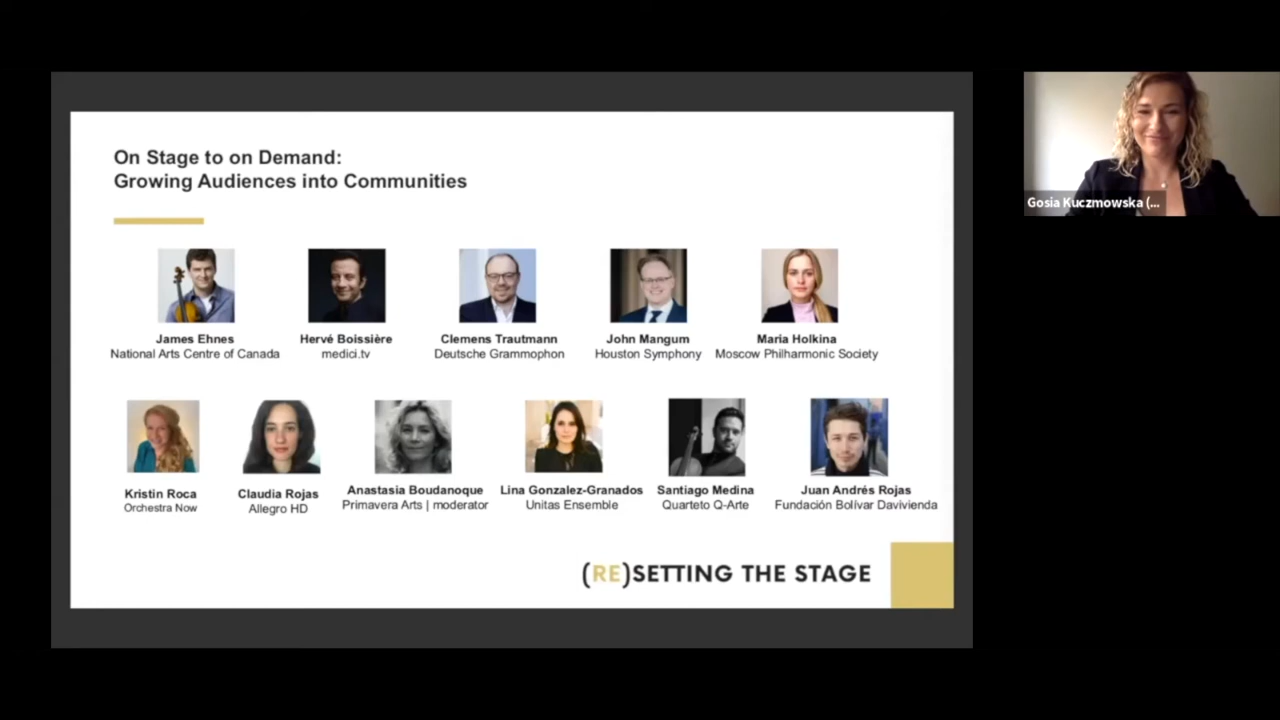 On Stage to on Demand:
Growing Audiences into Communities
James Ehnes
National Arts Centre of Canada
Hervé Boissière
medici.tv
Clemens Trautmann
Deutsche Grammophon
John Mangum
Houston Symphony
Maria Holkina
Moscow Philharmonic Society
Kristin Roca
Orchestra Now
Claudia Rojas
Allegro HD
Anastasia Boudanoque
Primavera Arts | moderator
Lina Gonzalez-Granados
Unitas Ensemble
Santiago Medina
Quarteto Q-Arte
Juan Andrés Rojas
Fundación Bolívar Davivienda
(RE)SETTING THE STAGE
Gosia Kuczmowska (...